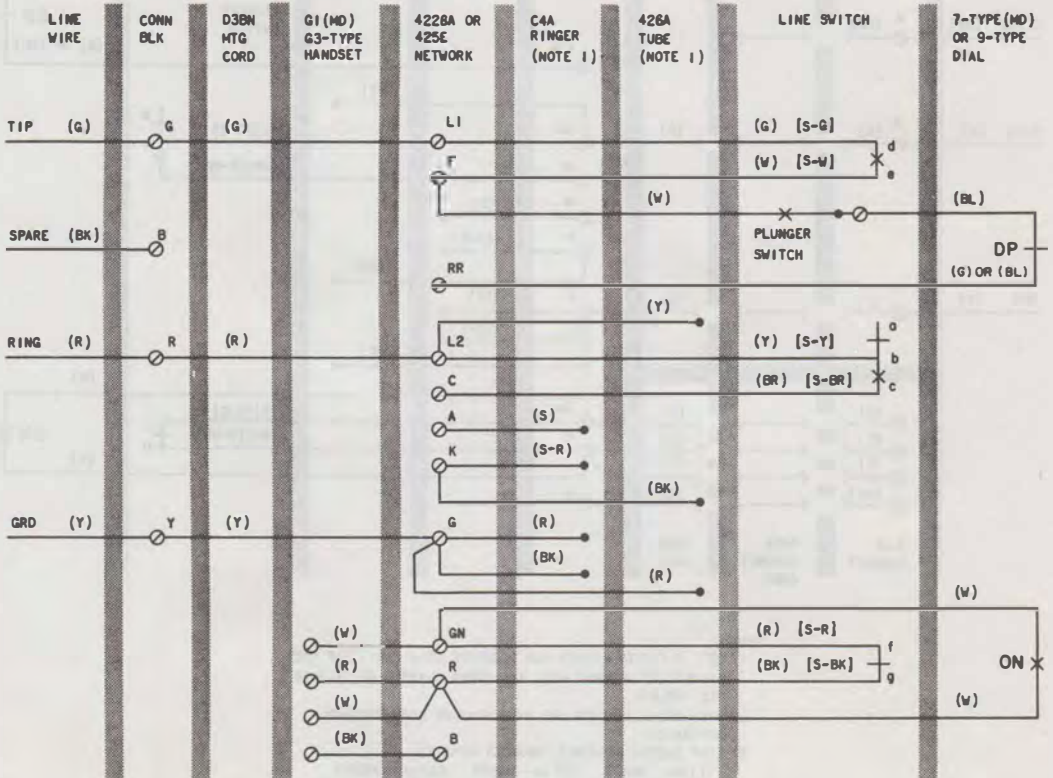 LINE WIRE
CONN BLK
D3BN MTG CORD
G1(MD) G3-TYPE HANDSET
4228A OR 425E NETWORK
C4A RINGER (NOTE 1)
426A TUBE (NOTE 1)
LINE SWITCH
7-TYPE(MD) OR 9-TYPE DIAL
TIP (G) G (G) L1 (G) [S-G] d
F (W) [S-W] e
(W) (BL)
PLUNGER SWITCH
SPARE (BK) B
DP
(G)OR (BL)
RR
(Y)
a
RING (R) R (R) L2 (Y) [S-Y] b
C (BR) [S-BR] c
A (S)
K (S-R)
(BK)
GRD (Y) Y (Y) G (R)
(BK)
(R)
(W)
(W) GN (R) [S-R] f
(R) R (BK) [S-BK] g
ON
(W) (W)
(BK) B